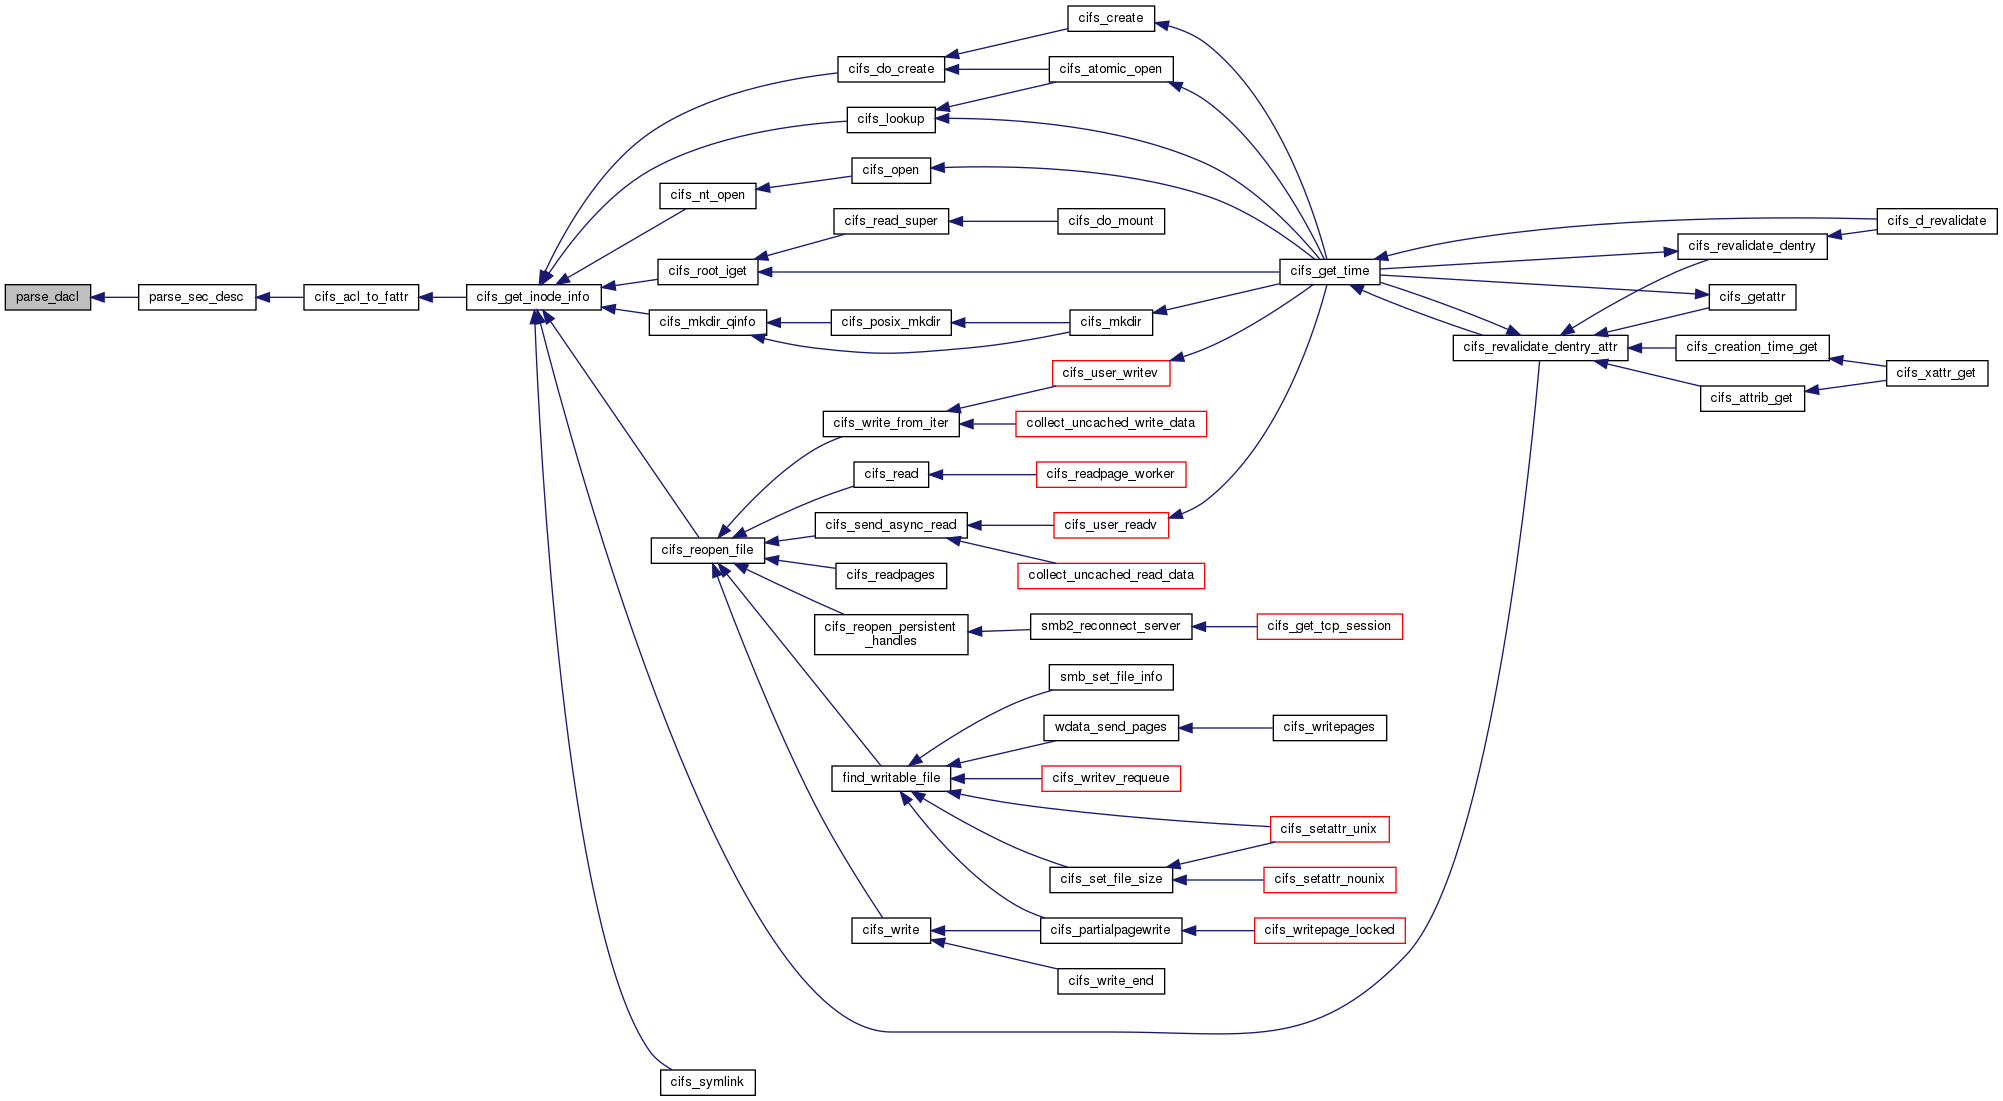 cifs_create
cifs_do_create
cifs_atomic_open
cifs_lookup
cifs_open
cifs_nt_open
cifs_read_super
cifs_do_mount
cifs_d_revalidate
cifs_revalidate_dentry
cifs_root_iget
cifs_get_time
parse_dacl
parse_sec_desc
cifs_acl_to_fattr
cifs_get_inode_info
cifs_getattr
cifs_mkdir_qinfo
cifs_posix_mkdir
cifs_mkdir
cifs_revalidate_dentry_attr
cifs_creation_time_get
cifs_user_writev
cifs_xattr_get
cifs_attrib_get
cifs_write_from_iter
collect_uncached_write_data
cifs_read
cifs_readpage_worker
cifs_send_async_read
cifs_user_readv
cifs_reopen_file
cifs_readpages
collect_uncached_read_data
cifs_reopen_persistent
_handles
smb2_reconnect_server
cifs_get_tcp_session
smb_set_file_info
wdata_send_pages
cifs_writepages
find_writable_file
cifs_writev_requeue
cifs_setattr_unix
cifs_set_file_size
cifs_setattr_nounix
cifs_write
cifs_partialpagewrite
cifs_writepage_locked
cifs_write_end
cifs_symlink